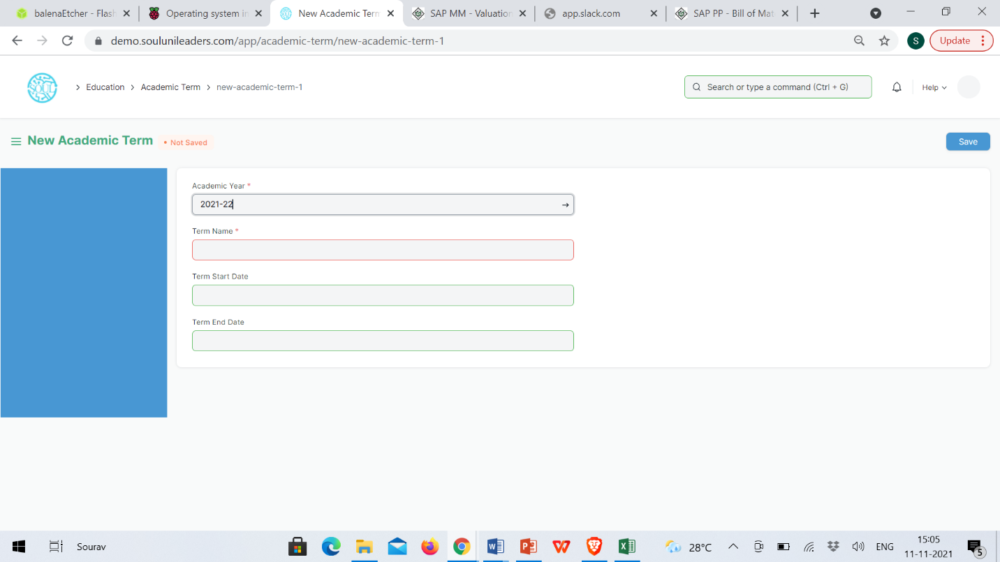 balenaEtcher - Flash
Operating system in
New Academic Term
SAP MM - Valuation
app.slack.com
SAP PP - Bill of Mat
demo.soulunileaders.com/app/academic-term/new-academic-term-1
S
Update
SOUL
Education
Academic Term
new-academic-term-1
Search or type a command (Ctrl + G)
Help
New Academic Term
Not Saved
Save
Academic Year *
2021-22
Term Name *
Term Start Date
Term End Date
Sourav
28°C
ENG
15:05
11-11-2021
5